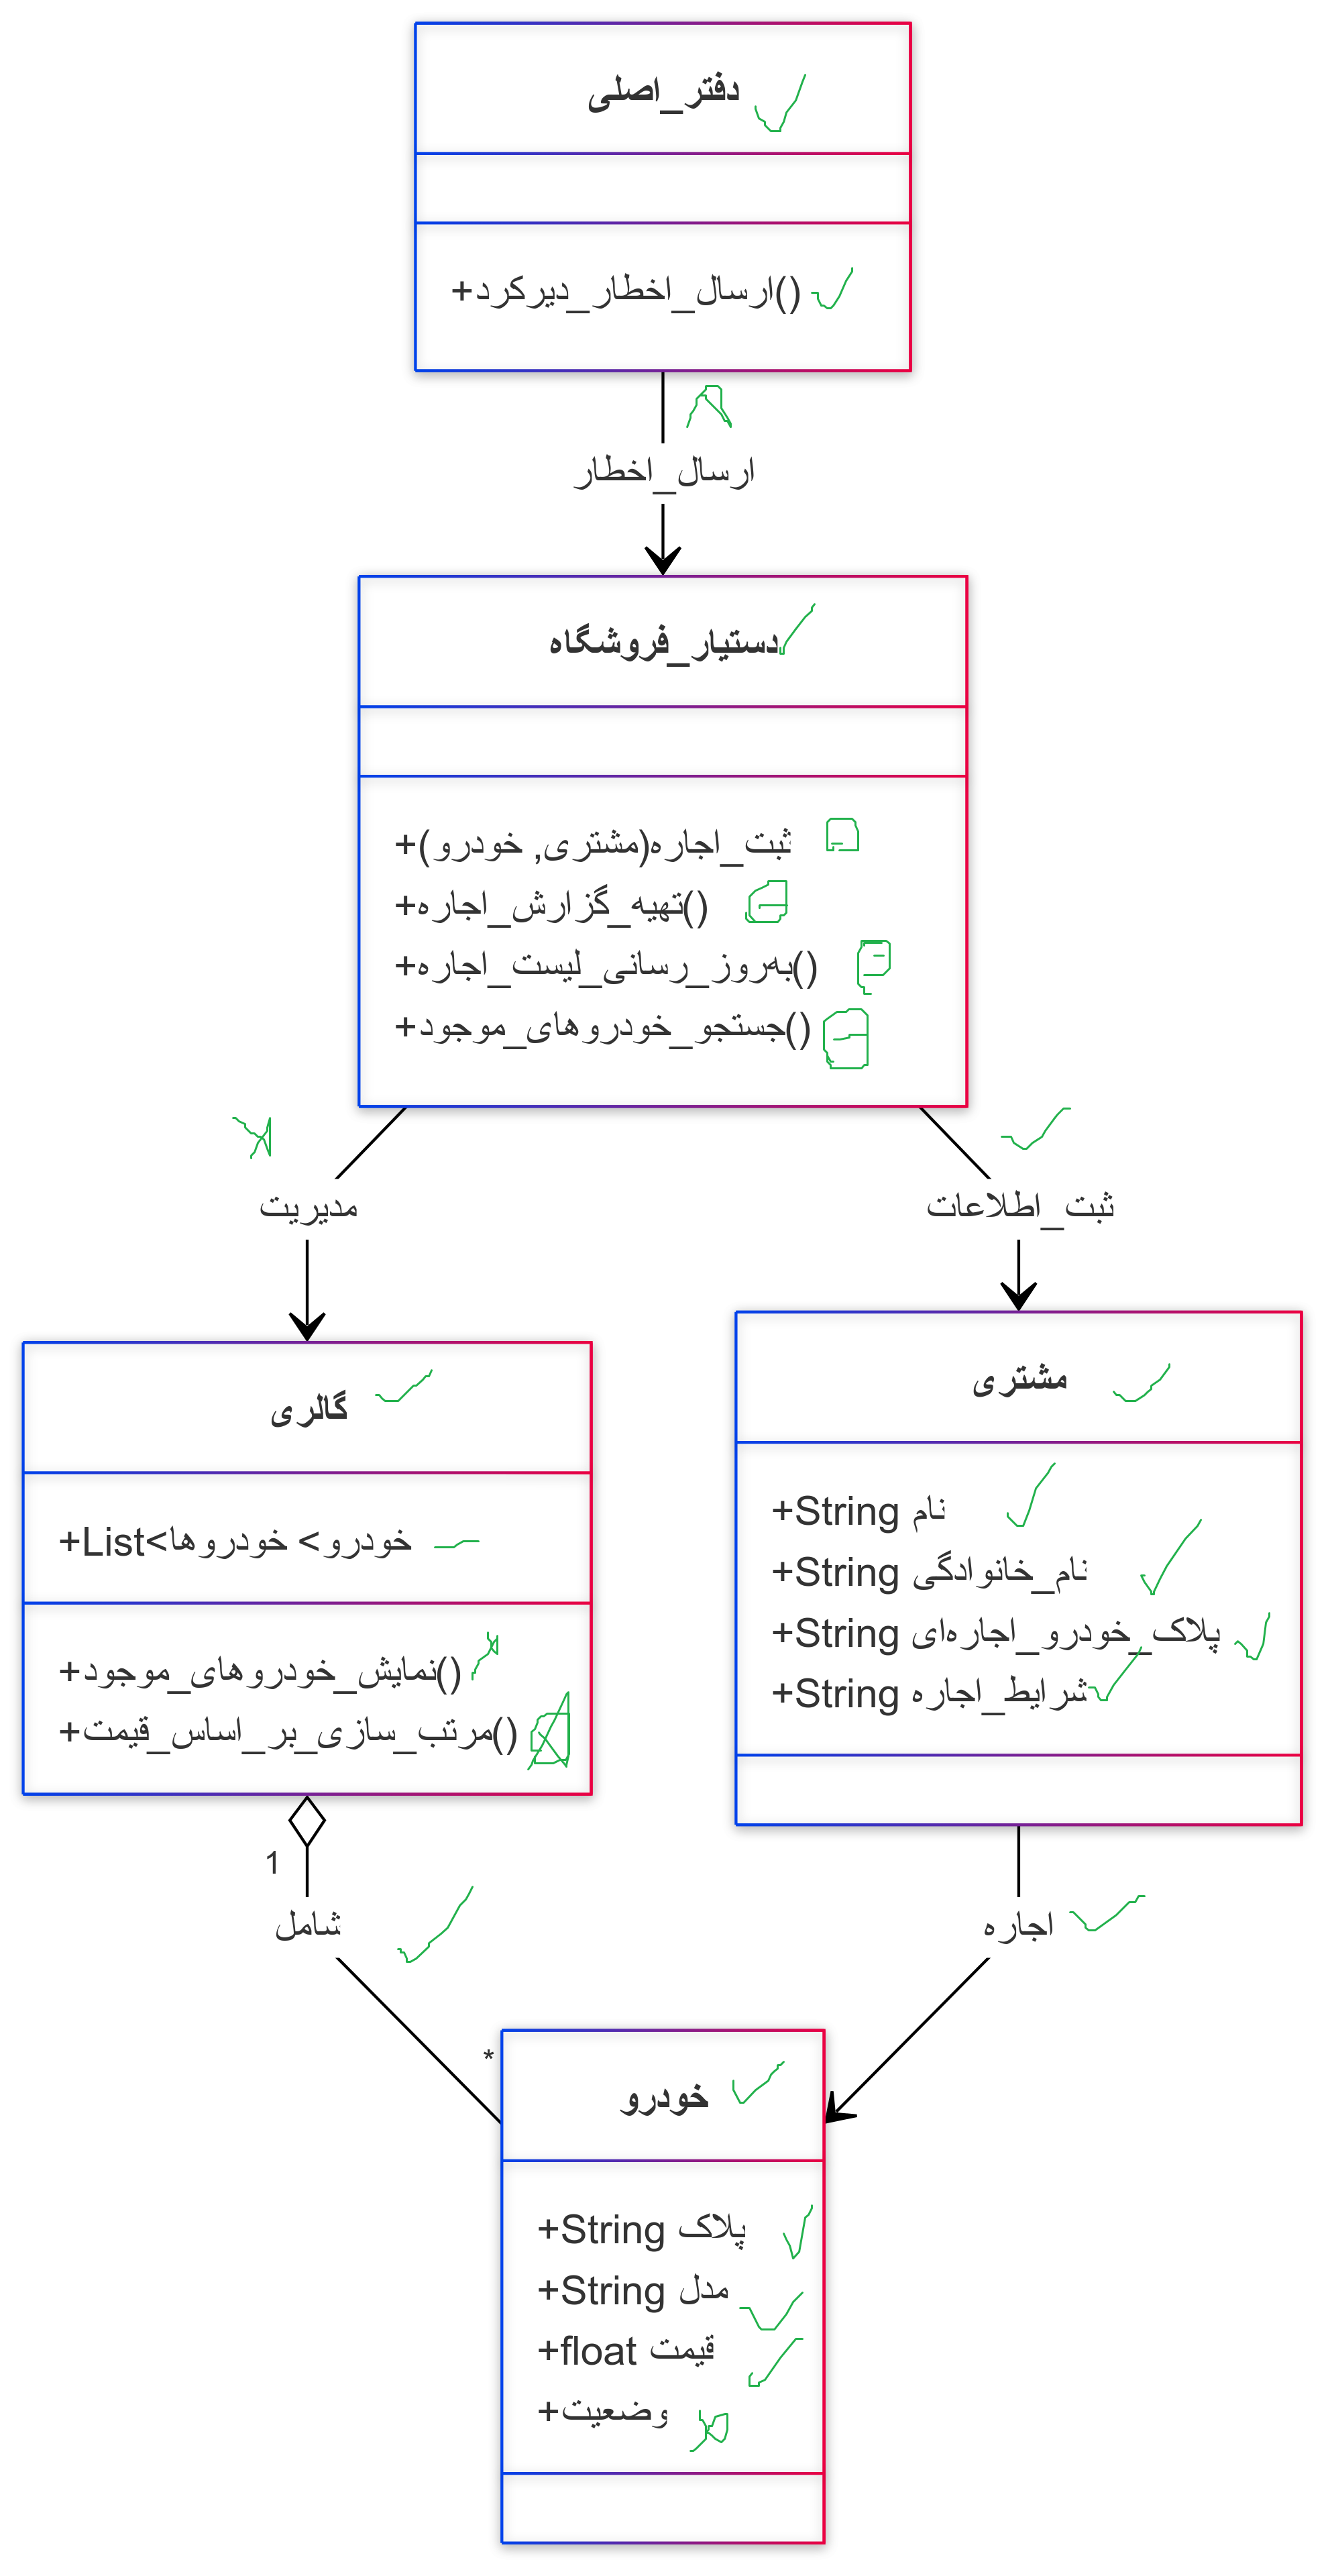 دفتر_اصلی
+ارسال_اخطار_دیرکرد()
ارسال_اخطار
دستیار_فروشگاه
+ثبت_اجاره(مشتری, خودرو)
+تهیه_گزارش_اجاره()
+به‌روز_رسانی_لیست_اجاره()
+جستجو_خودروهای_موجود()
مدیریت
ثبت_اطلاعات
گالری
+List<خودرو> خودروها
+نمایش_خودروهای_موجود()
+مرتب_سازی_بر_اساس_قیمت()
مشتری
+String نام
+String نام_خانوادگی
+String پلاک_خودرو_اجاره‌ای
+String شرایط_اجاره
1
شامل
*
اجاره
خودرو
+String پلاک
+String مدل
+float قیمت
+وضعیت